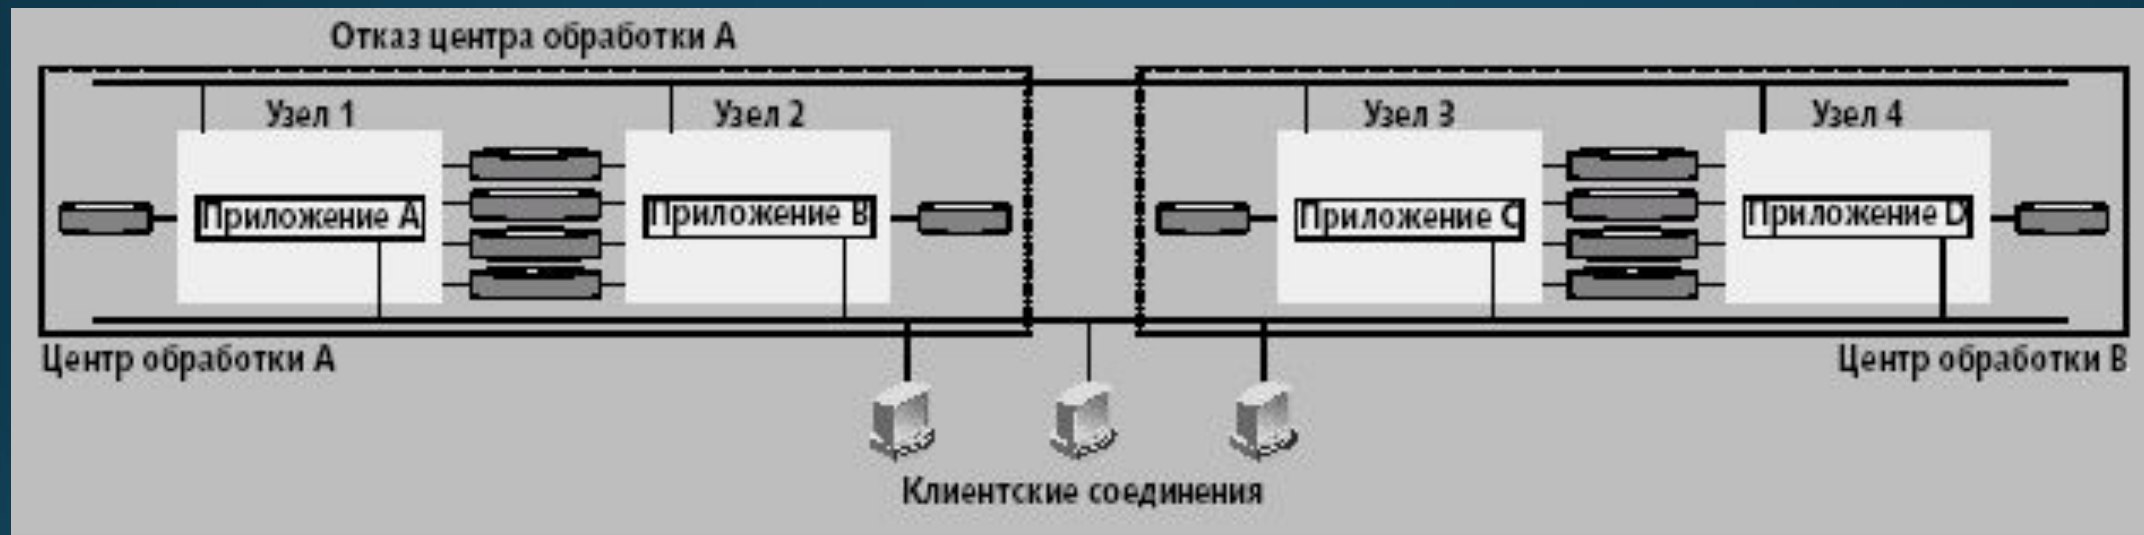 Отказ центра обработки А
Узел 1
Узел 2
Узел 3
Узел 4
Приложение А
Приложение В
Приложение С
Приложение D
Центр обработки А
Центр обработки В
Клиентские соединения